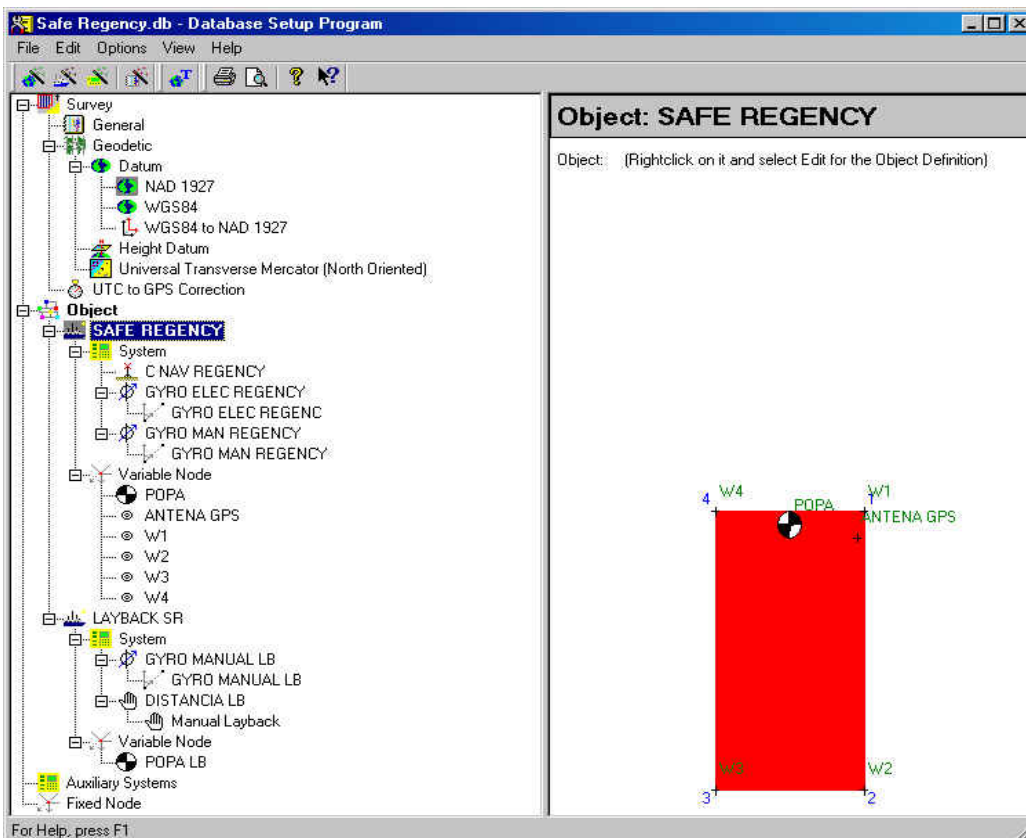 Safe Regency.db - Database Setup Program
File Edit Options View Help
Survey
General
Geodetic
Datum
NAD 1927
WGS84
WGS84 to NAD 1927
Height Datum
Universal Transverse Mercator (North Oriented)
UTC to GPS Correction
Object
SAFE REGENCY
System
C NAV REGENCY
GYRO ELEC REGENCY
GYRO ELEC REGENC
GYRO MAN REGENCY
GYRO MAN REGENCY
Variable Node
POPA
ANTENA GPS
W1
W2
W3
W4
LAYBACK SR
System
GYRO MANUAL LB
GYRO MANUAL LB
DISTANCIA LB
Manual Layback
Variable Node
POPA LB
Auxiliary Systems
Fixed Node
Object: SAFE REGENCY
Object: (Rightclick on it and select Edit for the Object Definition)
4 W4 W1
POPA 1
ANTENA GPS
W3 W2
3 2
For Help, press F1